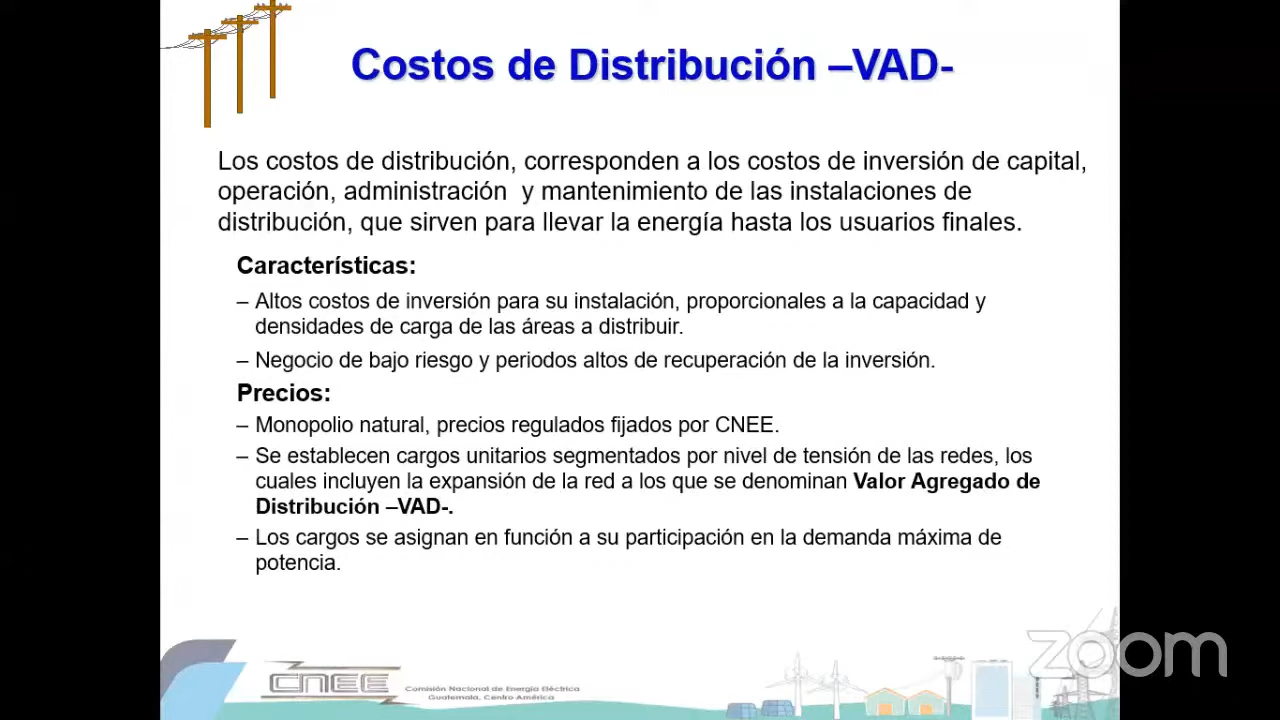 Costos de Distribución –VAD-
Los costos de distribución, corresponden a los costos de inversión de capital,
operación, administración  y mantenimiento de las instalaciones de
distribución, que sirven para llevar la energía hasta los usuarios finales.
Características:
– Altos costos de inversión para su instalación, proporcionales a la capacidad y
densidades de carga de las áreas a distribuir.
– Negocio de bajo riesgo y periodos altos de recuperación de la inversión.
Precios:
– Monopolio natural, precios regulados fijados por CNEE.
– Se establecen cargos unitarios segmentados por nivel de tensión de las redes, los
cuales incluyen la expansión de la red a los que se denominan Valor Agregado de
Distribución –VAD-.
– Los cargos se asignan en función a su participación en la demanda máxima de
potencia.
zoom
CNEE
Comisión Nacional de Energía Eléctrica
Guatemala, Centro América